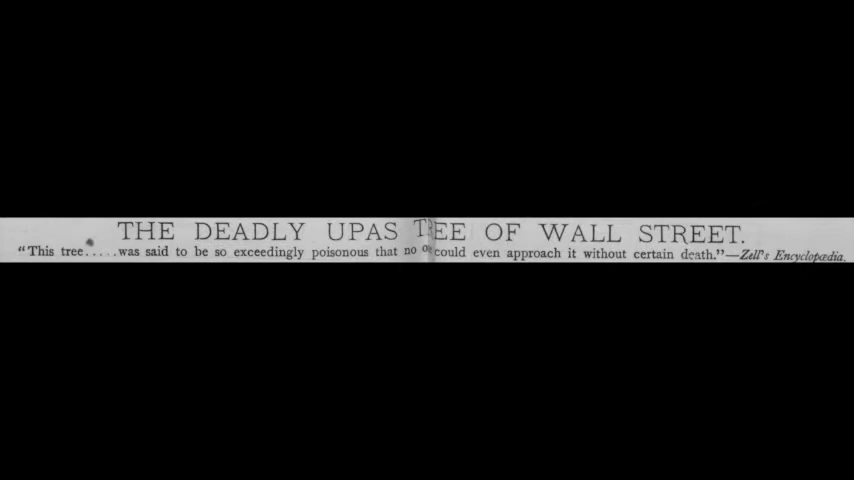 THE DEADLY UPAS TREE OF WALL STREET.
“This tree.....was said to be so exceedingly poisonous that no one could even approach it without certain death.”—Zell's Encyclopædia.